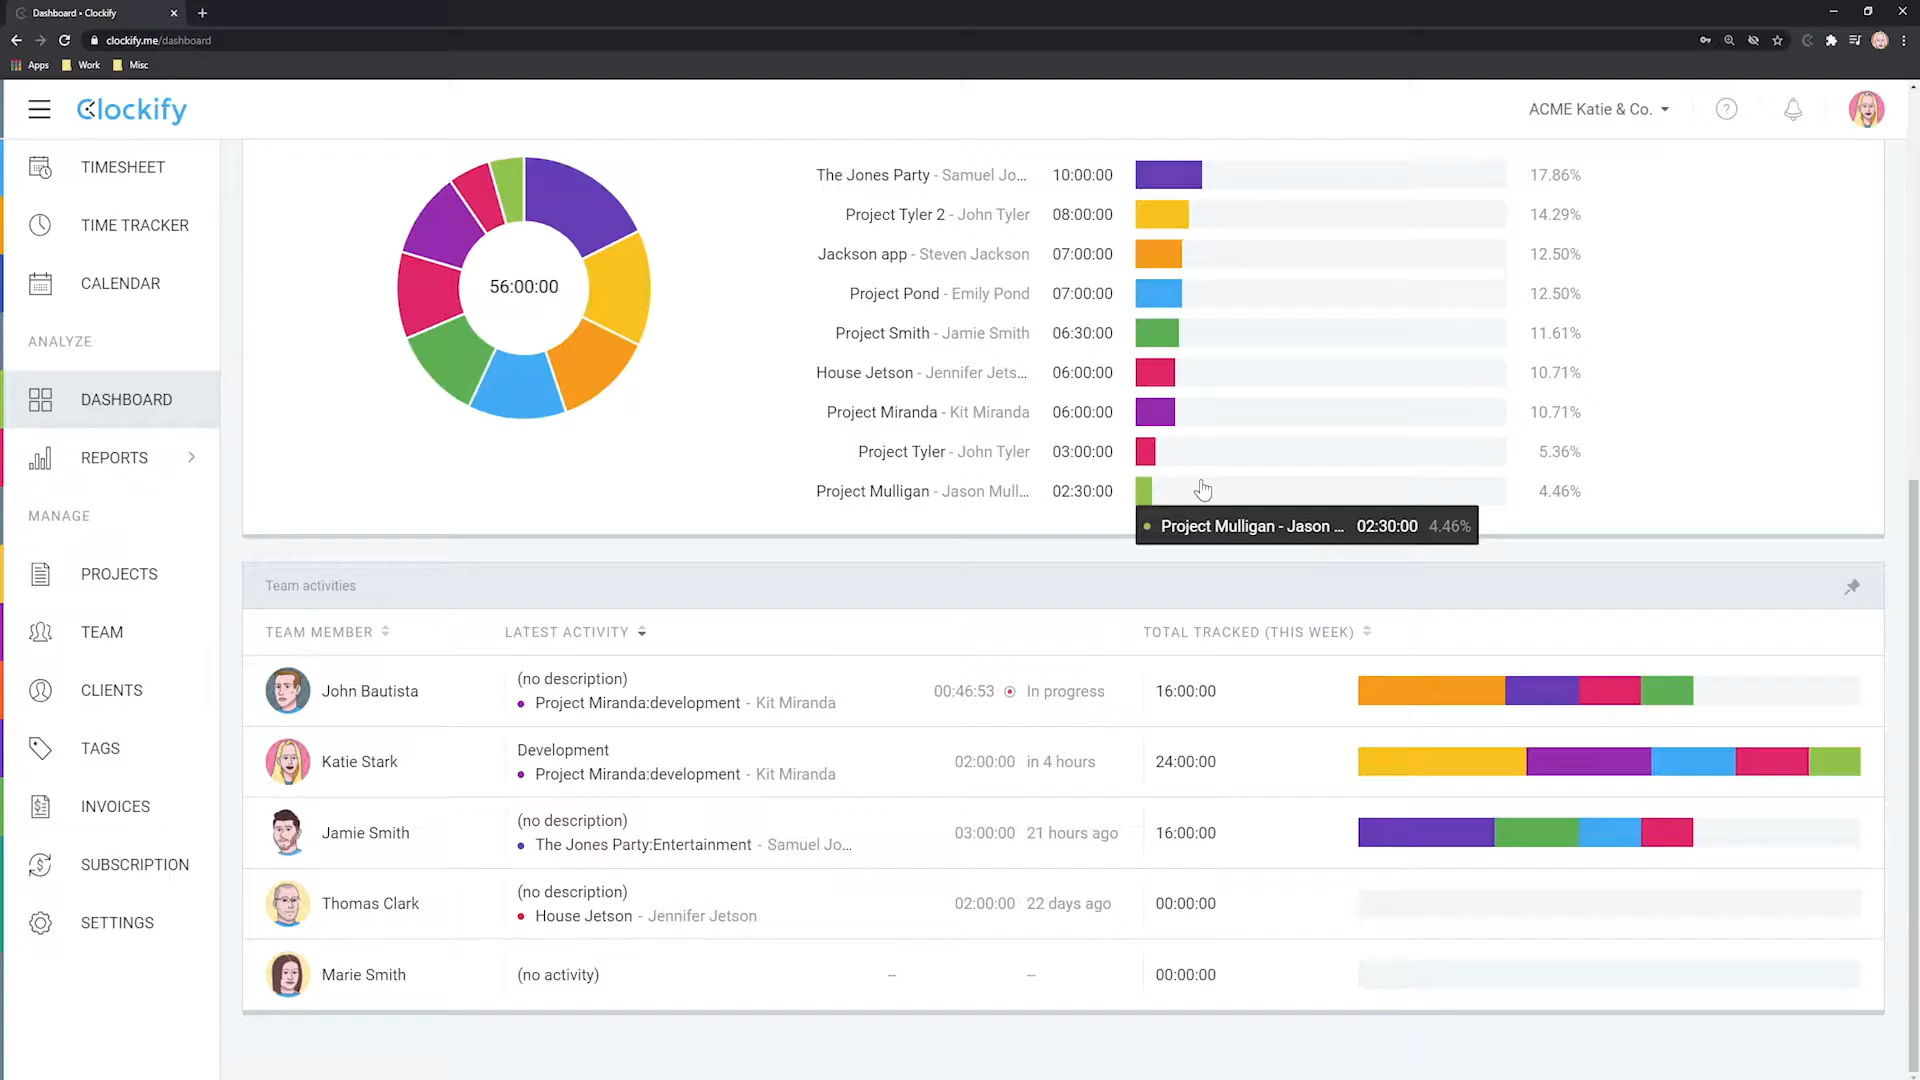 Dashboard • Clockify
clockify.me/dashboard
Apps Work Misc
Clockify
ACME Katie & Co.
TIMESHEET
TIME TRACKER
CALENDAR
ANALYZE
DASHBOARD
REPORTS
MANAGE
PROJECTS
TEAM
CLIENTS
TAGS
INVOICES
SUBSCRIPTION
SETTINGS
56:00:00
The Jones Party - Samuel Jo... 10:00:00 17.86%
Project Tyler 2 - John Tyler 08:00:00 14.29%
Jackson app - Steven Jackson 07:00:00 12.50%
Project Pond - Emily Pond 07:00:00 12.50%
Project Smith - Jamie Smith 06:30:00 11.61%
House Jetson - Jennifer Jets... 06:00:00 10.71%
Project Miranda - Kit Miranda 06:00:00 10.71%
Project Tyler - John Tyler 03:00:00 5.36%
Project Mulligan - Jason Mull... 02:30:00 4.46%
Project Mulligan - Jason ... 02:30:00 4.46%
Team activities
TEAM MEMBER LATEST ACTIVITY TOTAL TRACKED (THIS WEEK)
(no description)
John Bautista 00:46:53 In progress 16:00:00
Project Miranda:development - Kit Miranda
Development
Katie Stark 02:00:00 in 4 hours 24:00:00
Project Miranda:development - Kit Miranda
(no description)
Jamie Smith 03:00:00 21 hours ago 16:00:00
The Jones Party:Entertainment - Samuel Jo...
(no description)
Thomas Clark 02:00:00 22 days ago 00:00:00
House Jetson - Jennifer Jetson
Marie Smith (no activity) – – 00:00:00